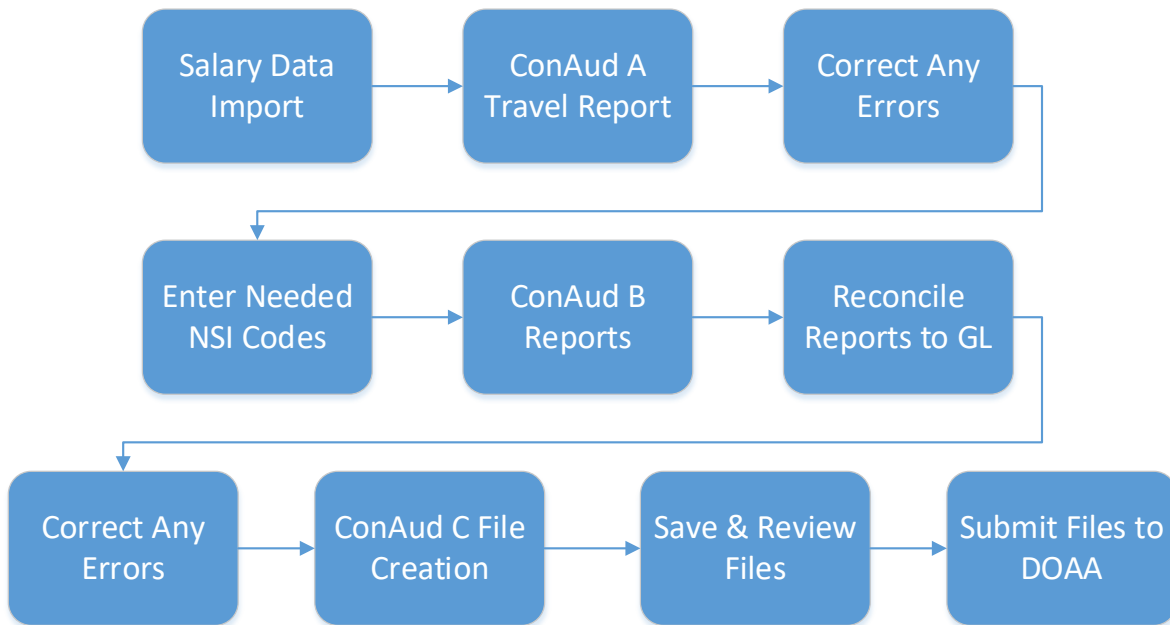 Salary Data
Import
ConAud A
Travel Report
Correct Any
Errors
Enter Needed
NSI Codes
ConAud B
Reports
Reconcile
Reports to GL
Correct Any
Errors
ConAud C File
Creation
Save & Review
Files
Submit Files to
DOAA